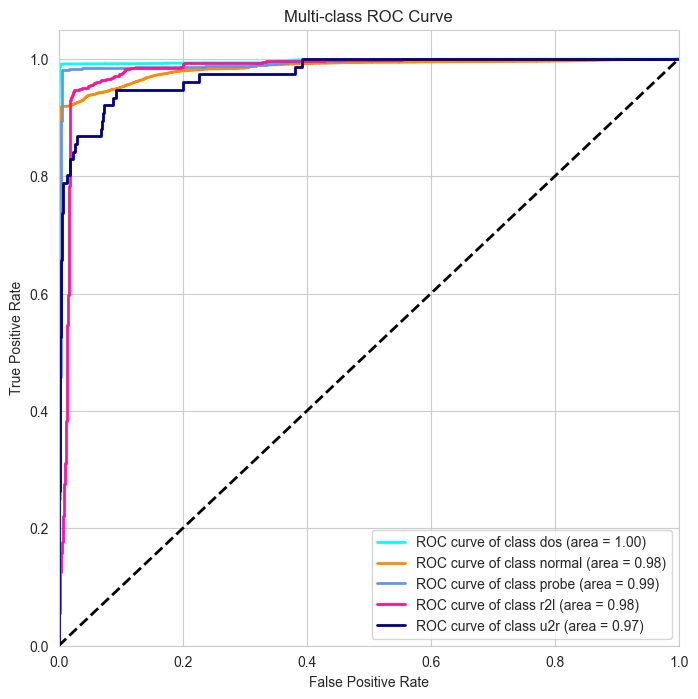 Multi-class ROC Curve
True Positive Rate
1.0
0.8
0.6
0.4
0.2
0.0
ROC curve of class dos (area = 1.00)
ROC curve of class normal (area = 0.98)
ROC curve of class probe (area = 0.99)
ROC curve of class r2l (area = 0.98)
ROC curve of class u2r (area = 0.97)
0.0 0.2 0.4 0.6 0.8 1.0
False Positive Rate